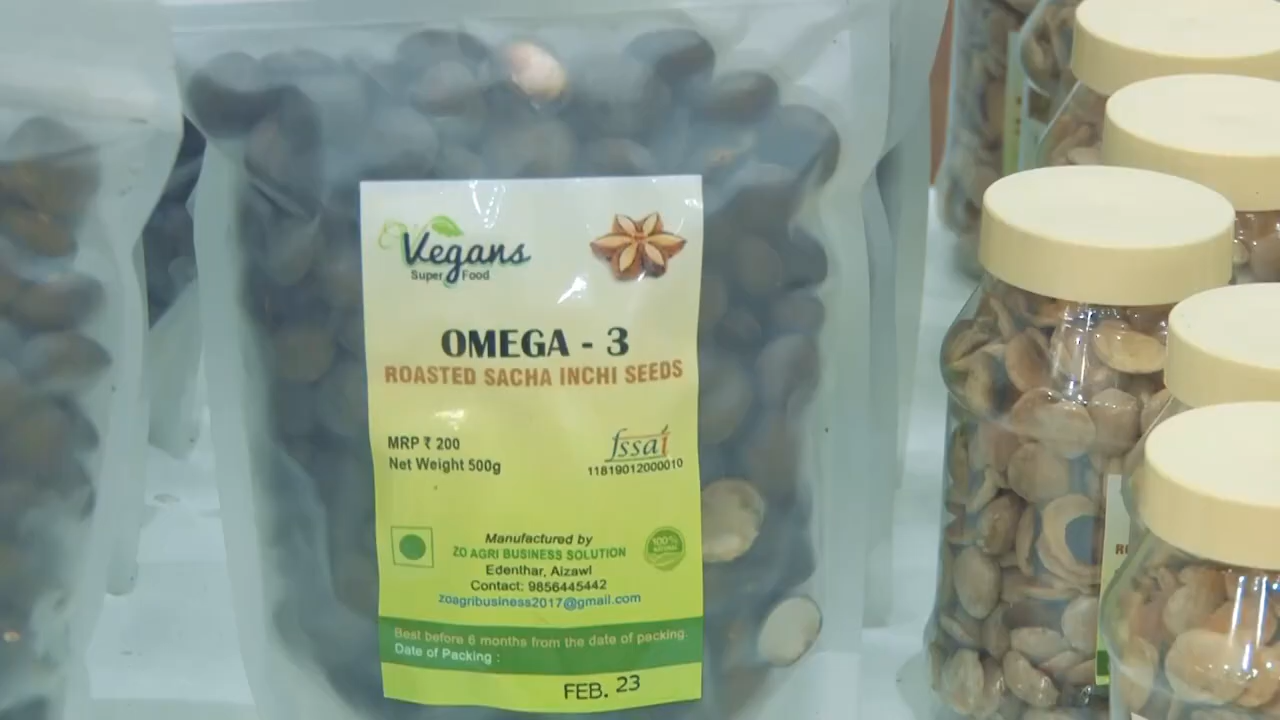 Vegans
Super Food
OMEGA - 3
ROASTED SACHA INCHI SEEDS
MRP ₹ 200
Net Weight 500g
fssai
11819012000010
Manufactured by
ZO AGRI BUSINESS SOLUTION
Edenthar, Aizawl
Contact: 9856445442
zoagribusiness2017@gmail.com
100%
NATURAL
Best before 6 months from the date of packing.
Date of Packing :
FEB. 23